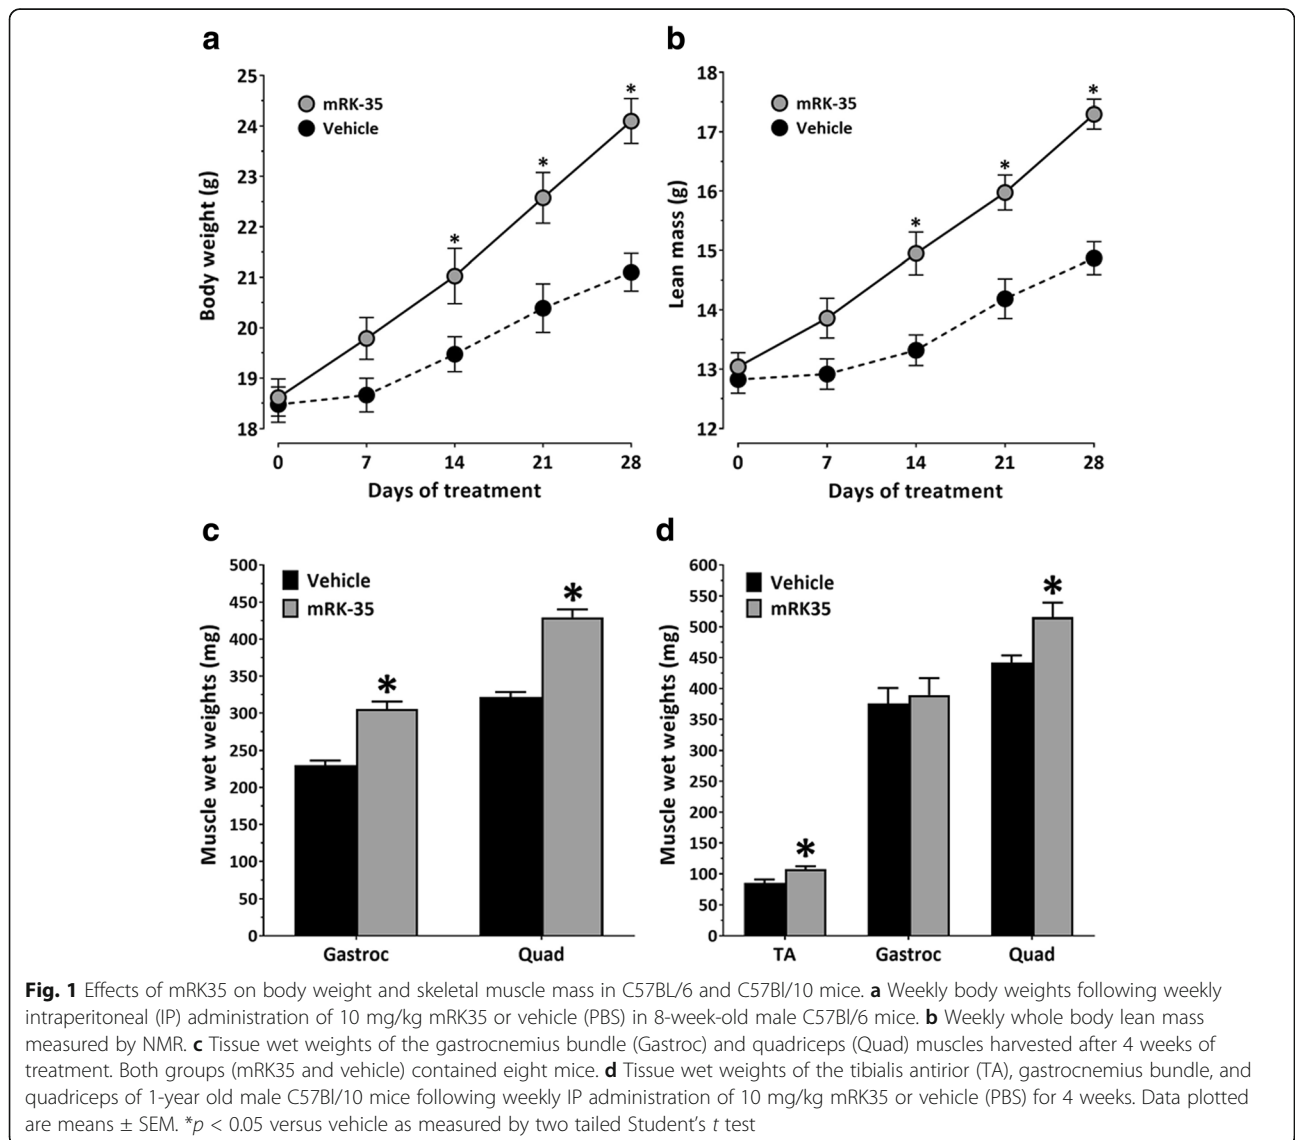 a
25
24
23
22
21
20
19
18
Body weight (g)
mRK-35
Vehicle
*
*
*
0 7 14 21 28
Days of treatment
b
18
17
16
15
14
13
12
Lean mass (g)
mRK-35
Vehicle
*
*
*
0 7 14 21 28
Days of treatment
c
500
450
400
350
300
250
200
150
100
50
0
Muscle wet weights (mg)
Vehicle
mRK-35
*
*
Gastroc Quad
d
600
550
500
450
400
350
300
250
200
150
100
50
0
Muscle wet weights (mg)
Vehicle
mRK35
*
*
TA Gastroc Quad
Fig. 1 Effects of mRK35 on body weight and skeletal muscle mass in C57BL/6 and C57Bl/10 mice. a Weekly body weights following weekly
intraperitoneal (IP) administration of 10 mg/kg mRK35 or vehicle (PBS) in 8-week-old male C57Bl/6 mice. b Weekly whole body lean mass
measured by NMR. c Tissue wet weights of the gastrocnemius bundle (Gastroc) and quadriceps (Quad) muscles harvested after 4 weeks of
treatment. Both groups (mRK35 and vehicle) contained eight mice. d Tissue wet weights of the tibialis antirior (TA), gastrocnemius bundle, and
quadriceps of 1-year old male C57Bl/10 mice following weekly IP administration of 10 mg/kg mRK35 or vehicle (PBS) for 4 weeks. Data plotted
are means ± SEM. *p < 0.05 versus vehicle as measured by two tailed Student's t test